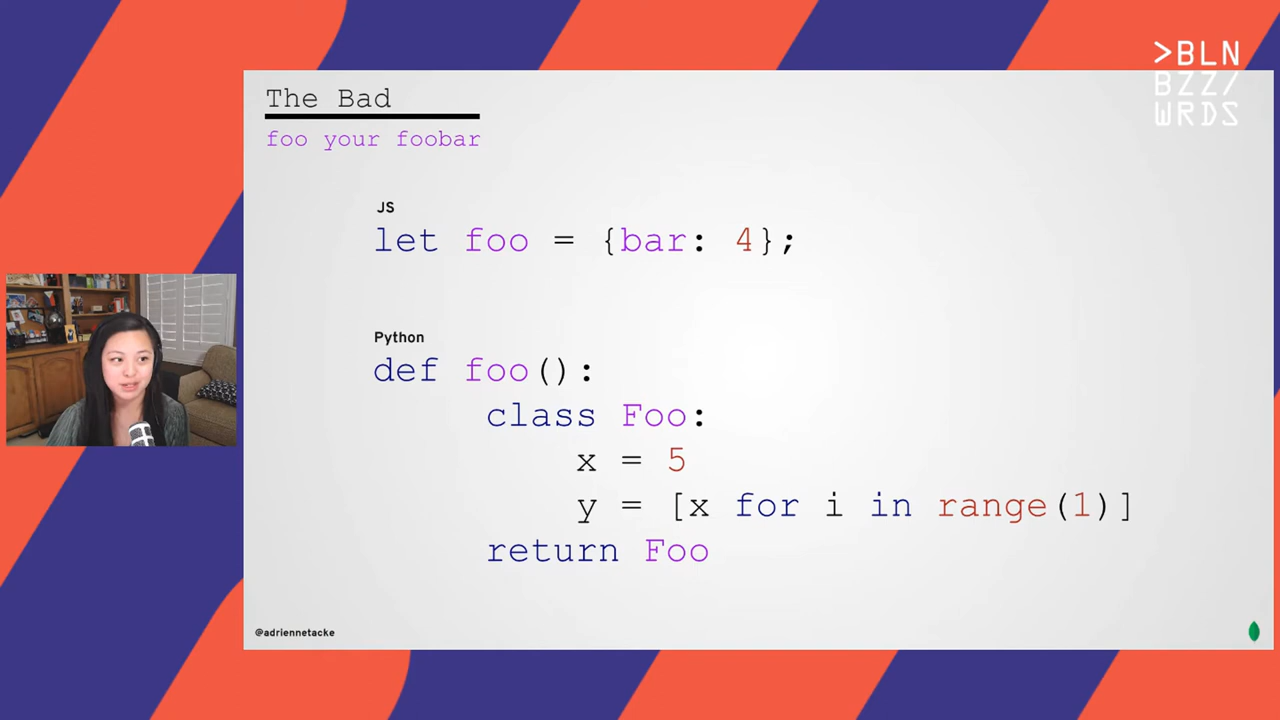 >BLN
BZZ/
WRDS
The Bad
foo your foobar
JS
let foo = {bar: 4};
Python
def foo():
class Foo:
x = 5
y = [x for i in range(1)]
return Foo
@adriennetacke